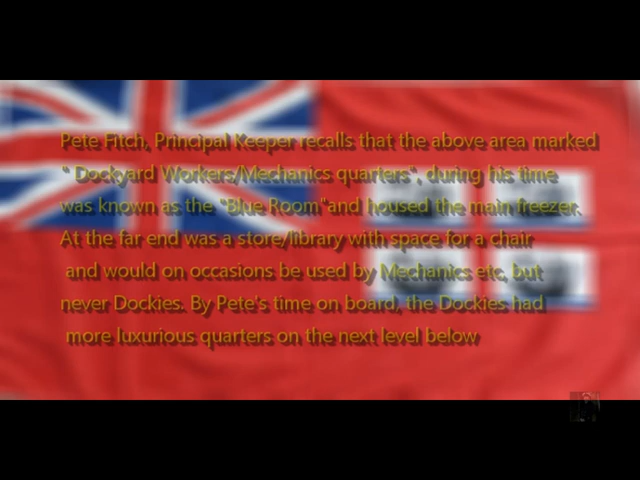 Pete Fitch, Principal Keeper recalls that the above area marked
" Dockyard Workers/Mechanics quarters", during his time
was known as the "Blue Room"and housed the main freezer.
At the far end was a store/library with space for a chair
and would on occasions be used by Mechanics etc, but
never Dockies. By Pete's time on board, the Dockies had
more luxurious quarters on the next level below